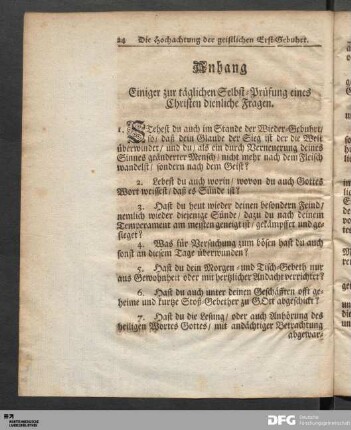 24 Die Hochachtung der geistlichen Erst-Gebuhrt.
Anhang
Einiger zur täglichen Selbst-Prüfung eines
Christen dienliche Fragen.
1. Stehest du auch im Stande der Wieder-Gebuhrt/
so/ daß dein Glaube der Sieg ist der die Welt
überwindet/ und du/ als ein durch Verneuerung deines
Sinnes geänderter Mensch/ nicht mehr nach dem Fleisch
wandelst/ sondern nach dem Geist?
2. Lebest du auch worin/ wovon du auch Gottes
Wort weissest/ daß es Sünde ist?
3. Hast du heut wieder deinen besondern Feind/
nemlich wieder diejenige Sünde/ dazu du nach deinem
Temperament am meisten geneigt ist/ gekämpffet und ge-
sieget?
4. Was für Versuchung zum bösen hast du auch
sonst an diesem Tage überwunden?
5. Hast du dein Morgen- und Tisch-Gebeth nur
aus Gewohnheit oder mit hertzlicher Andacht verrichtet?
6. Hast du auch unter deinen Geschäfften offt ge-
heime und kurtze Stoß-Gebether zu GOtt abgeschickt?
7. Hast du die Lesung/ oder auch Anhörung des
heiligen Wortes Gottes/ mit andächtiger Betrachtung
abgewar-
DFG
Deutsche
Forschungsgemeinschaft